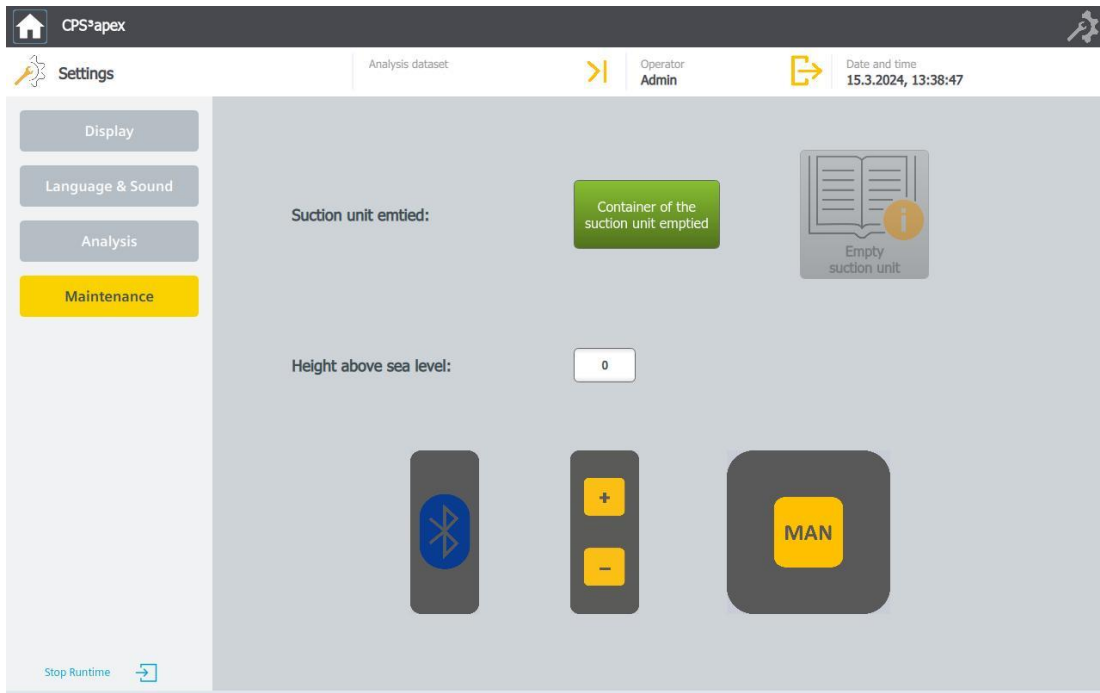 CPS³apex
Settings
Analysis dataset
Operator
Admin
Date and time
15.3.2024, 13:38:47
Display
Language & Sound
Analysis
Maintenance
Suction unit emtied:
Container of the
suction unit emptied
Empty
suction unit
Height above sea level:
0
+
−
MAN
Stop Runtime